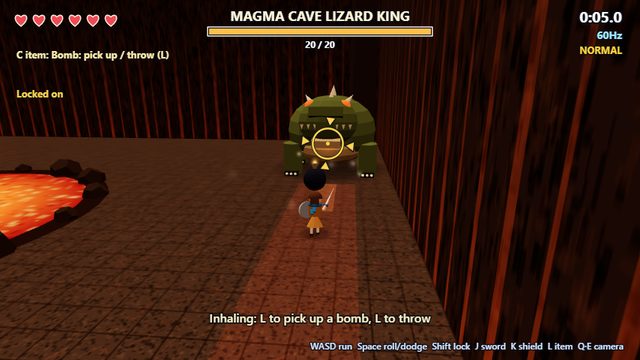 MAGMA CAVE LIZARD KING
0:05.0
20 / 20
60Hz
NORMAL
C item: Bomb: pick up / throw (L)
Locked on
Inhaling: L to pick up a bomb, L to throw
WASD run  Space roll/dodge  Shift lock  J sword  K shield  L item  Q-E camera